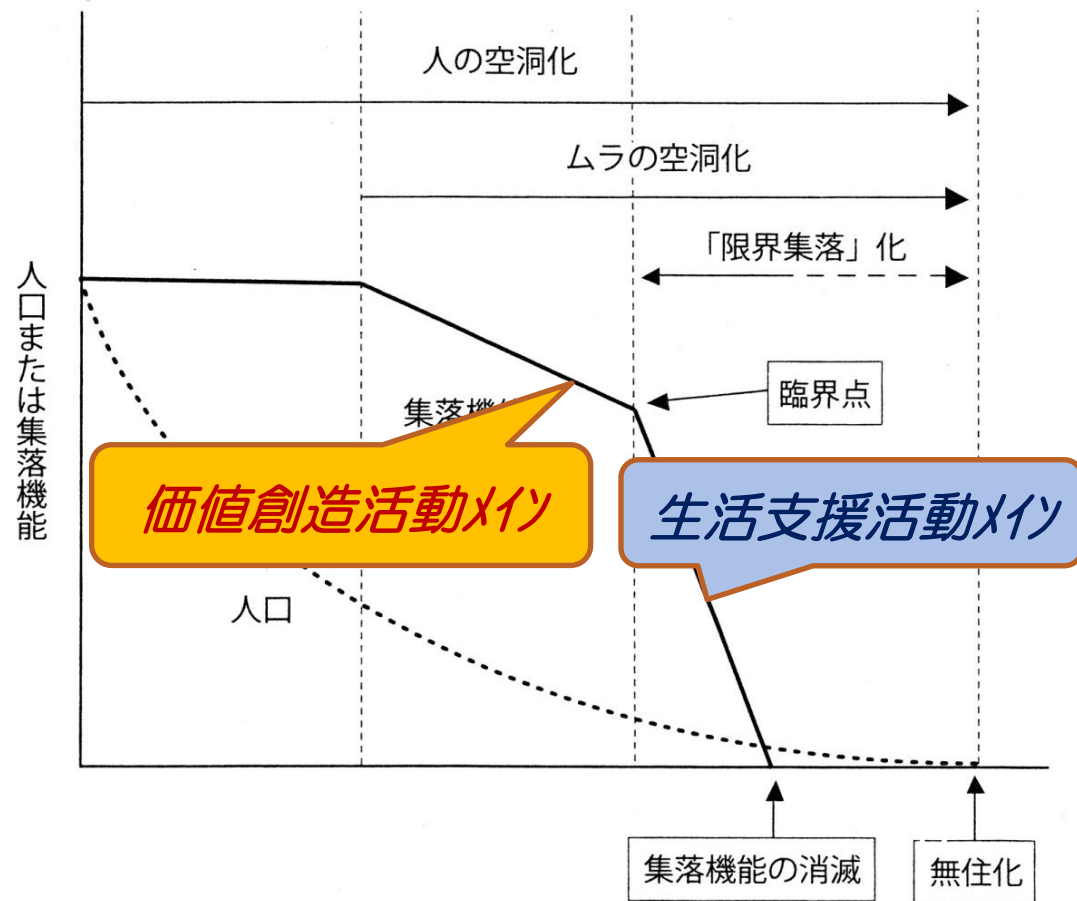 人の空洞化
ムラの空洞化
「限界集落」化
人口または集落機能
臨界点
集落機
価値創造活動メイン
生活支援活動メイン
人口
集落機能の消滅
無住化